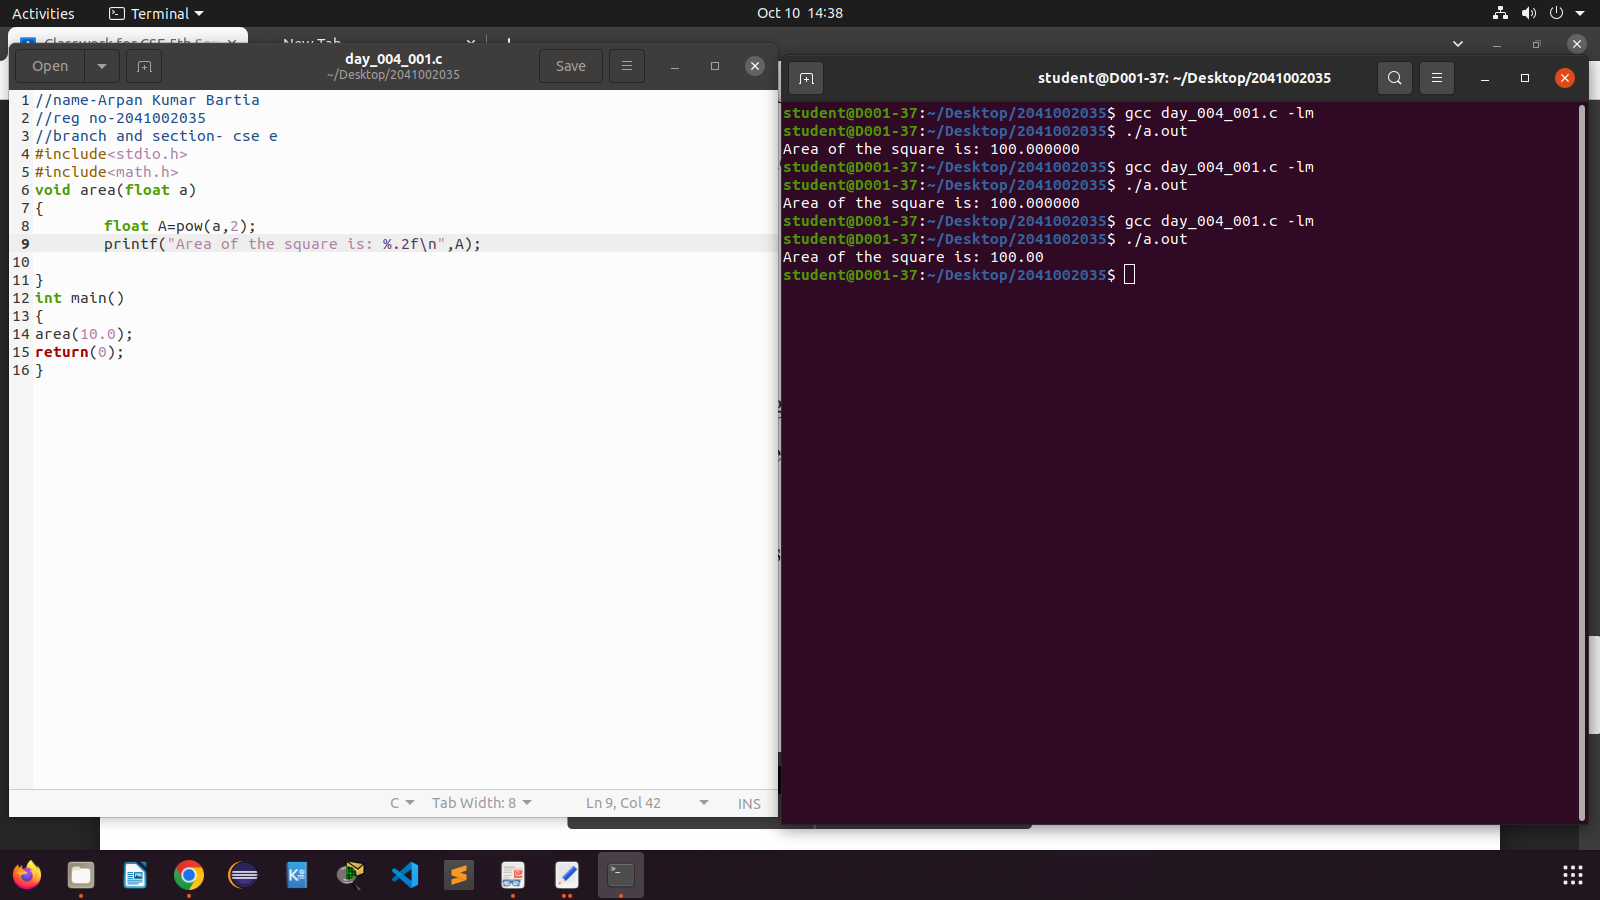 Activities
Terminal
Oct 10 14:38
Classwork for CSE 5th Sem
New Tab
Open
day_004_001.c
~/Desktop/2041002035
Save
1 //name-Arpan Kumar Bartia
2 //reg no-2041002035
3 //branch and section- cse e
4 #include<stdio.h>
5 #include<math.h>
6 void area(float a)
7 {
8 float A=pow(a,2);
9 printf("Area of the square is: %.2f\n",A);
10
11 }
12 int main()
13 {
14 area(10.0);
15 return(0);
16 }
C
Tab Width: 8
Ln 9, Col 42
INS
student@D001-37: ~/Desktop/2041002035
student@D001-37:~/Desktop/2041002035$ gcc day_004_001.c -lm
student@D001-37:~/Desktop/2041002035$ ./a.out
Area of the square is: 100.000000
student@D001-37:~/Desktop/2041002035$ gcc day_004_001.c -lm
student@D001-37:~/Desktop/2041002035$ ./a.out
Area of the square is: 100.000000
student@D001-37:~/Desktop/2041002035$ gcc day_004_001.c -lm
student@D001-37:~/Desktop/2041002035$ ./a.out
Area of the square is: 100.00
student@D001-37:~/Desktop/2041002035$